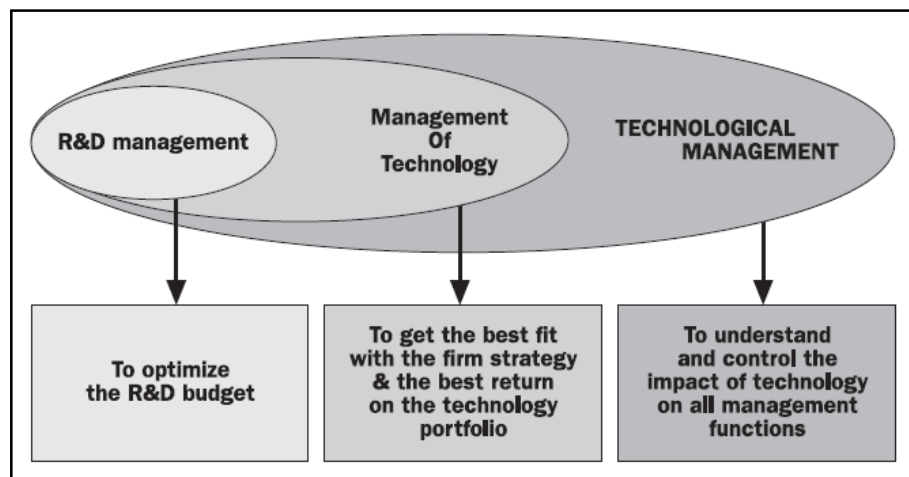 R&D management
Management
Of
Technology
TECHNOLOGICAL
MANAGEMENT
To optimize
the R&D budget
To get the best fit
with the firm strategy
& the best return
on the technology
portfolio
To understand
and control the
impact of technology
on all management
functions